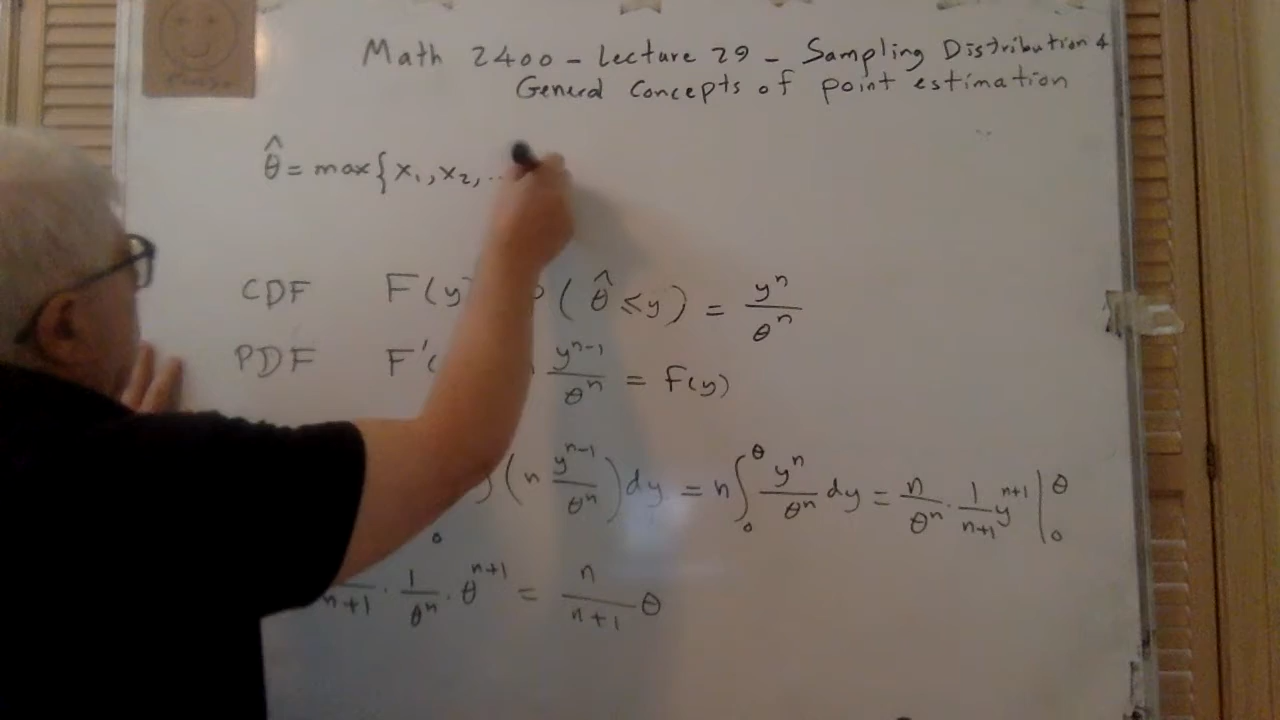 Math 2400 - Lecture 29 - Sampling Distribution &
General Concepts of point estimation
θ̂ = max{x₁, x₂, ..
CDF F(y) P(θ̂ ≤ y) = yⁿ/θⁿ
PDF F'( yⁿ⁻¹/θⁿ = f(y)
∫₀ (n yⁿ⁻¹/θⁿ) dy = n ∫₀^θ yⁿ/θⁿ dy = n/θⁿ · 1/(n+1) yⁿ⁺¹ |₀^θ
n+1 · 1/θⁿ · θⁿ⁺¹ = n/(n+1) θ